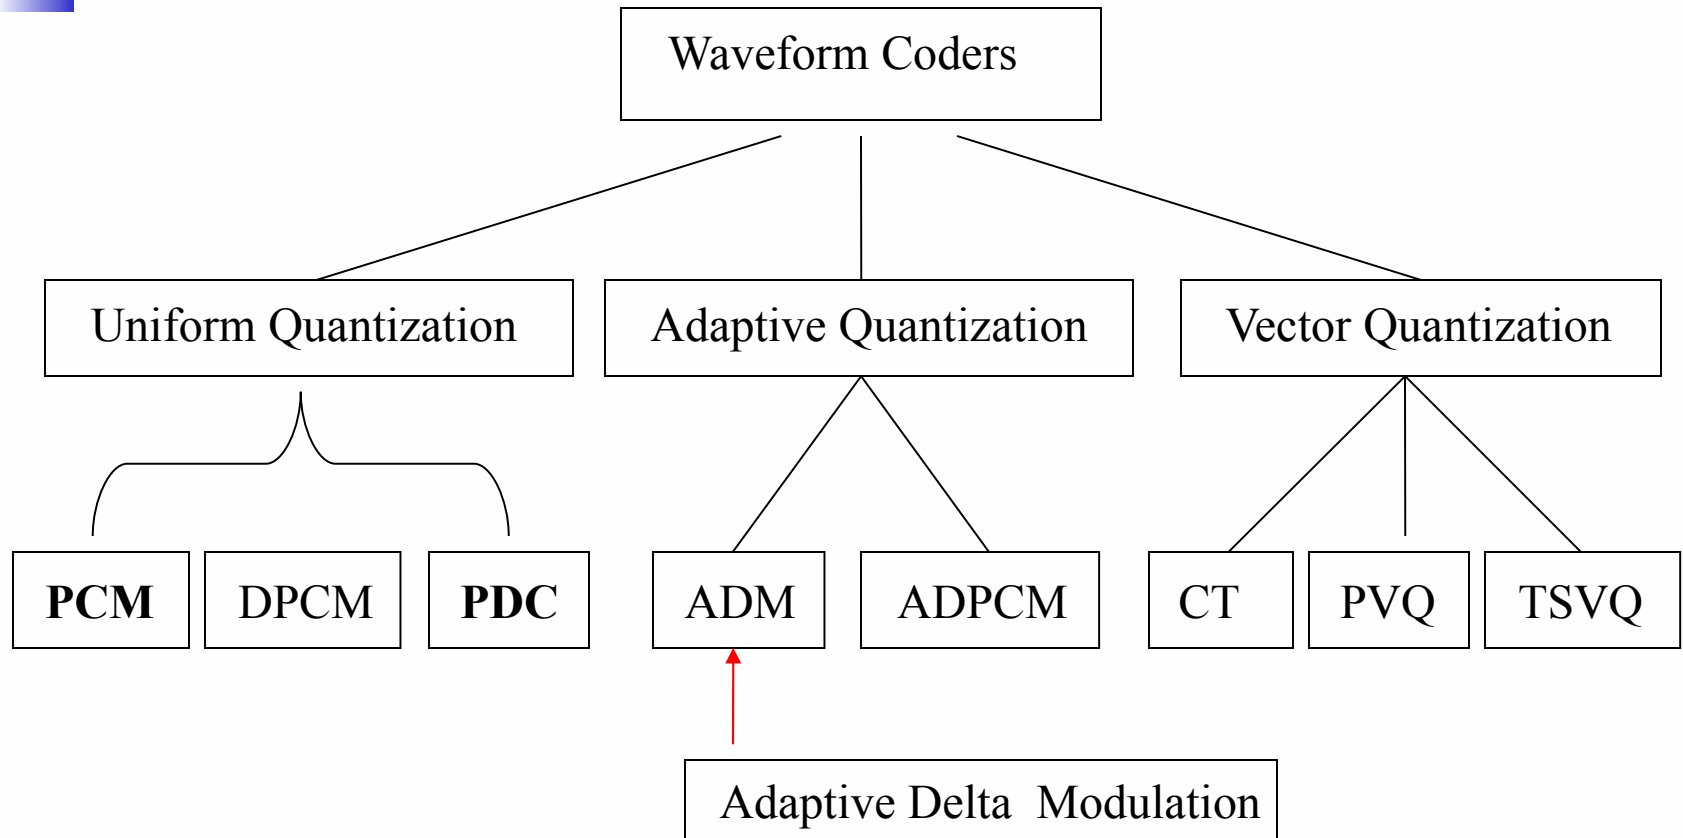 Waveform Coders
Uniform Quantization
Adaptive Quantization
Vector Quantization
PCM
DPCM
PDC
ADM
ADPCM
CT
PVQ
TSVQ
Adaptive Delta Modulation